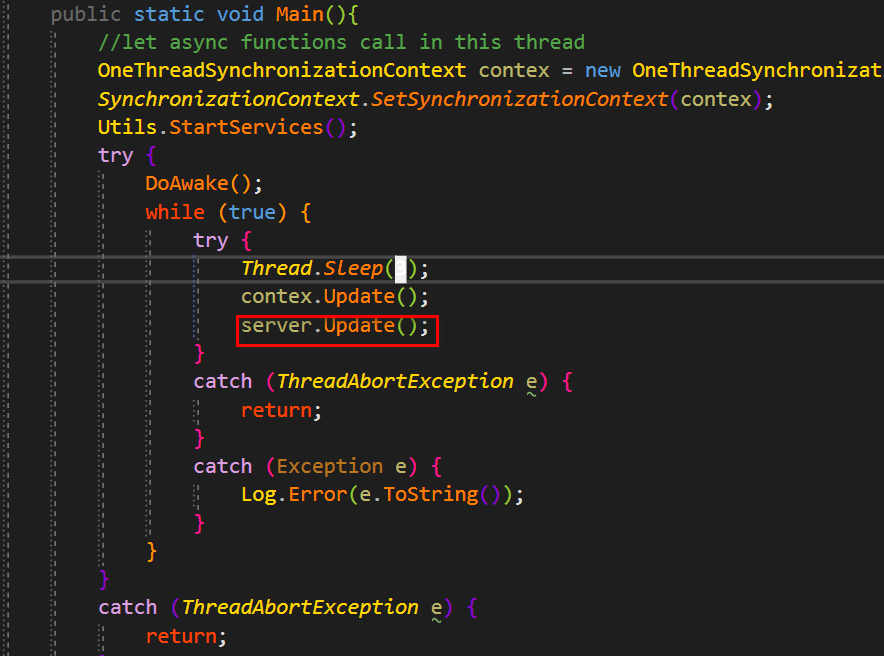 public static void Main(){
//let async functions call in this thread
OneThreadSynchronizationContext contex = new OneThreadSynchronizat
SynchronizationContext.SetSynchronizationContext(contex);
Utils.StartServices();
try {
DoAwake();
while (true) {
try {
Thread.Sleep(3);
contex.Update();
server.Update();
}
catch (ThreadAbortException e) {
return;
}
catch (Exception e) {
Log.Error(e.ToString());
}
}
}
catch (ThreadAbortException e) {
return;